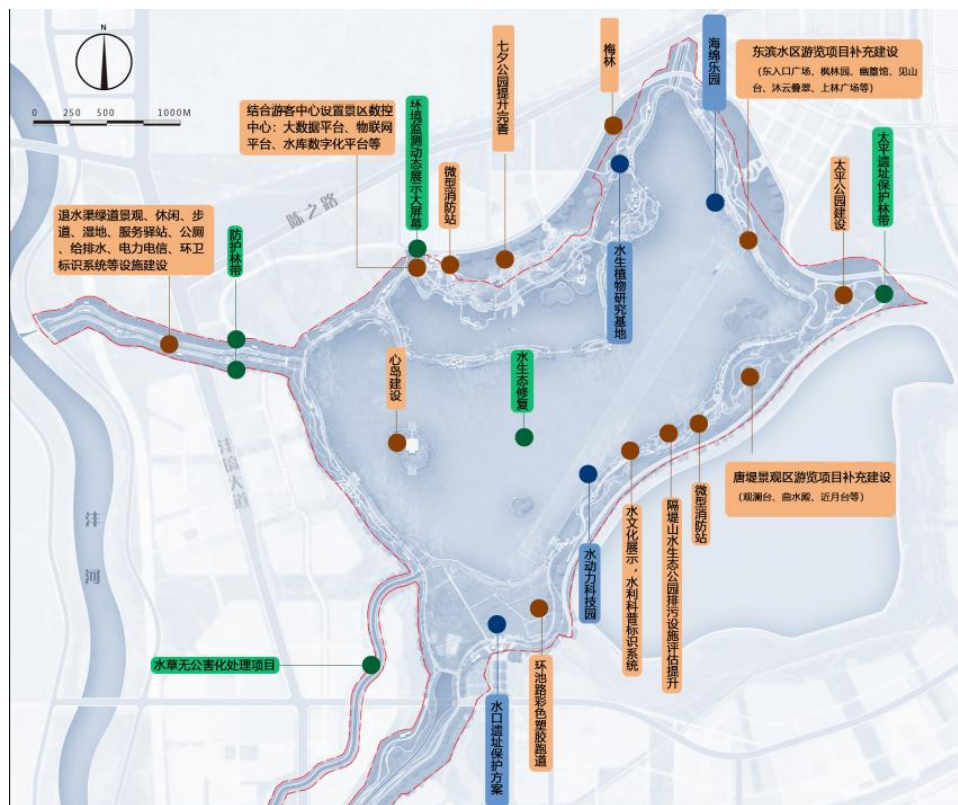 N
1000
500
0
250
500
1000M
结合游客中心设置景区数控
中心：大数据平台、物联网
平台、水库数字化平台等
环境监测动态展示大屏幕
微型消防站
七夕公园提升完善
梅林
海绵乐园
东滨水区游览项目补充建设
（东入口广场、枫林园、幽篁馆、见山
台、沐云叠翠、上林广场等）
太平公园建设
太平遗址保护林带
退水渠绿道景观、休闲、步
道、湿地、服务驿站、公厕
、给排水、电力电信、环卫
标识系统等设施建设
防护林带
陈之路
水生植物研究基地
心岛建设
水生态修复
沣镐大道
沣河
唐堤景观区游览项目补充建设
（观澜台、曲水殿、近月台等）
微型消防站
隔堤山水生态公园排污设施评估提升
水文化展示，水利科普标识系统
水动力科技园
水草无公害化处理项目
环池路彩色塑胶跑道
水口遗址保护方案